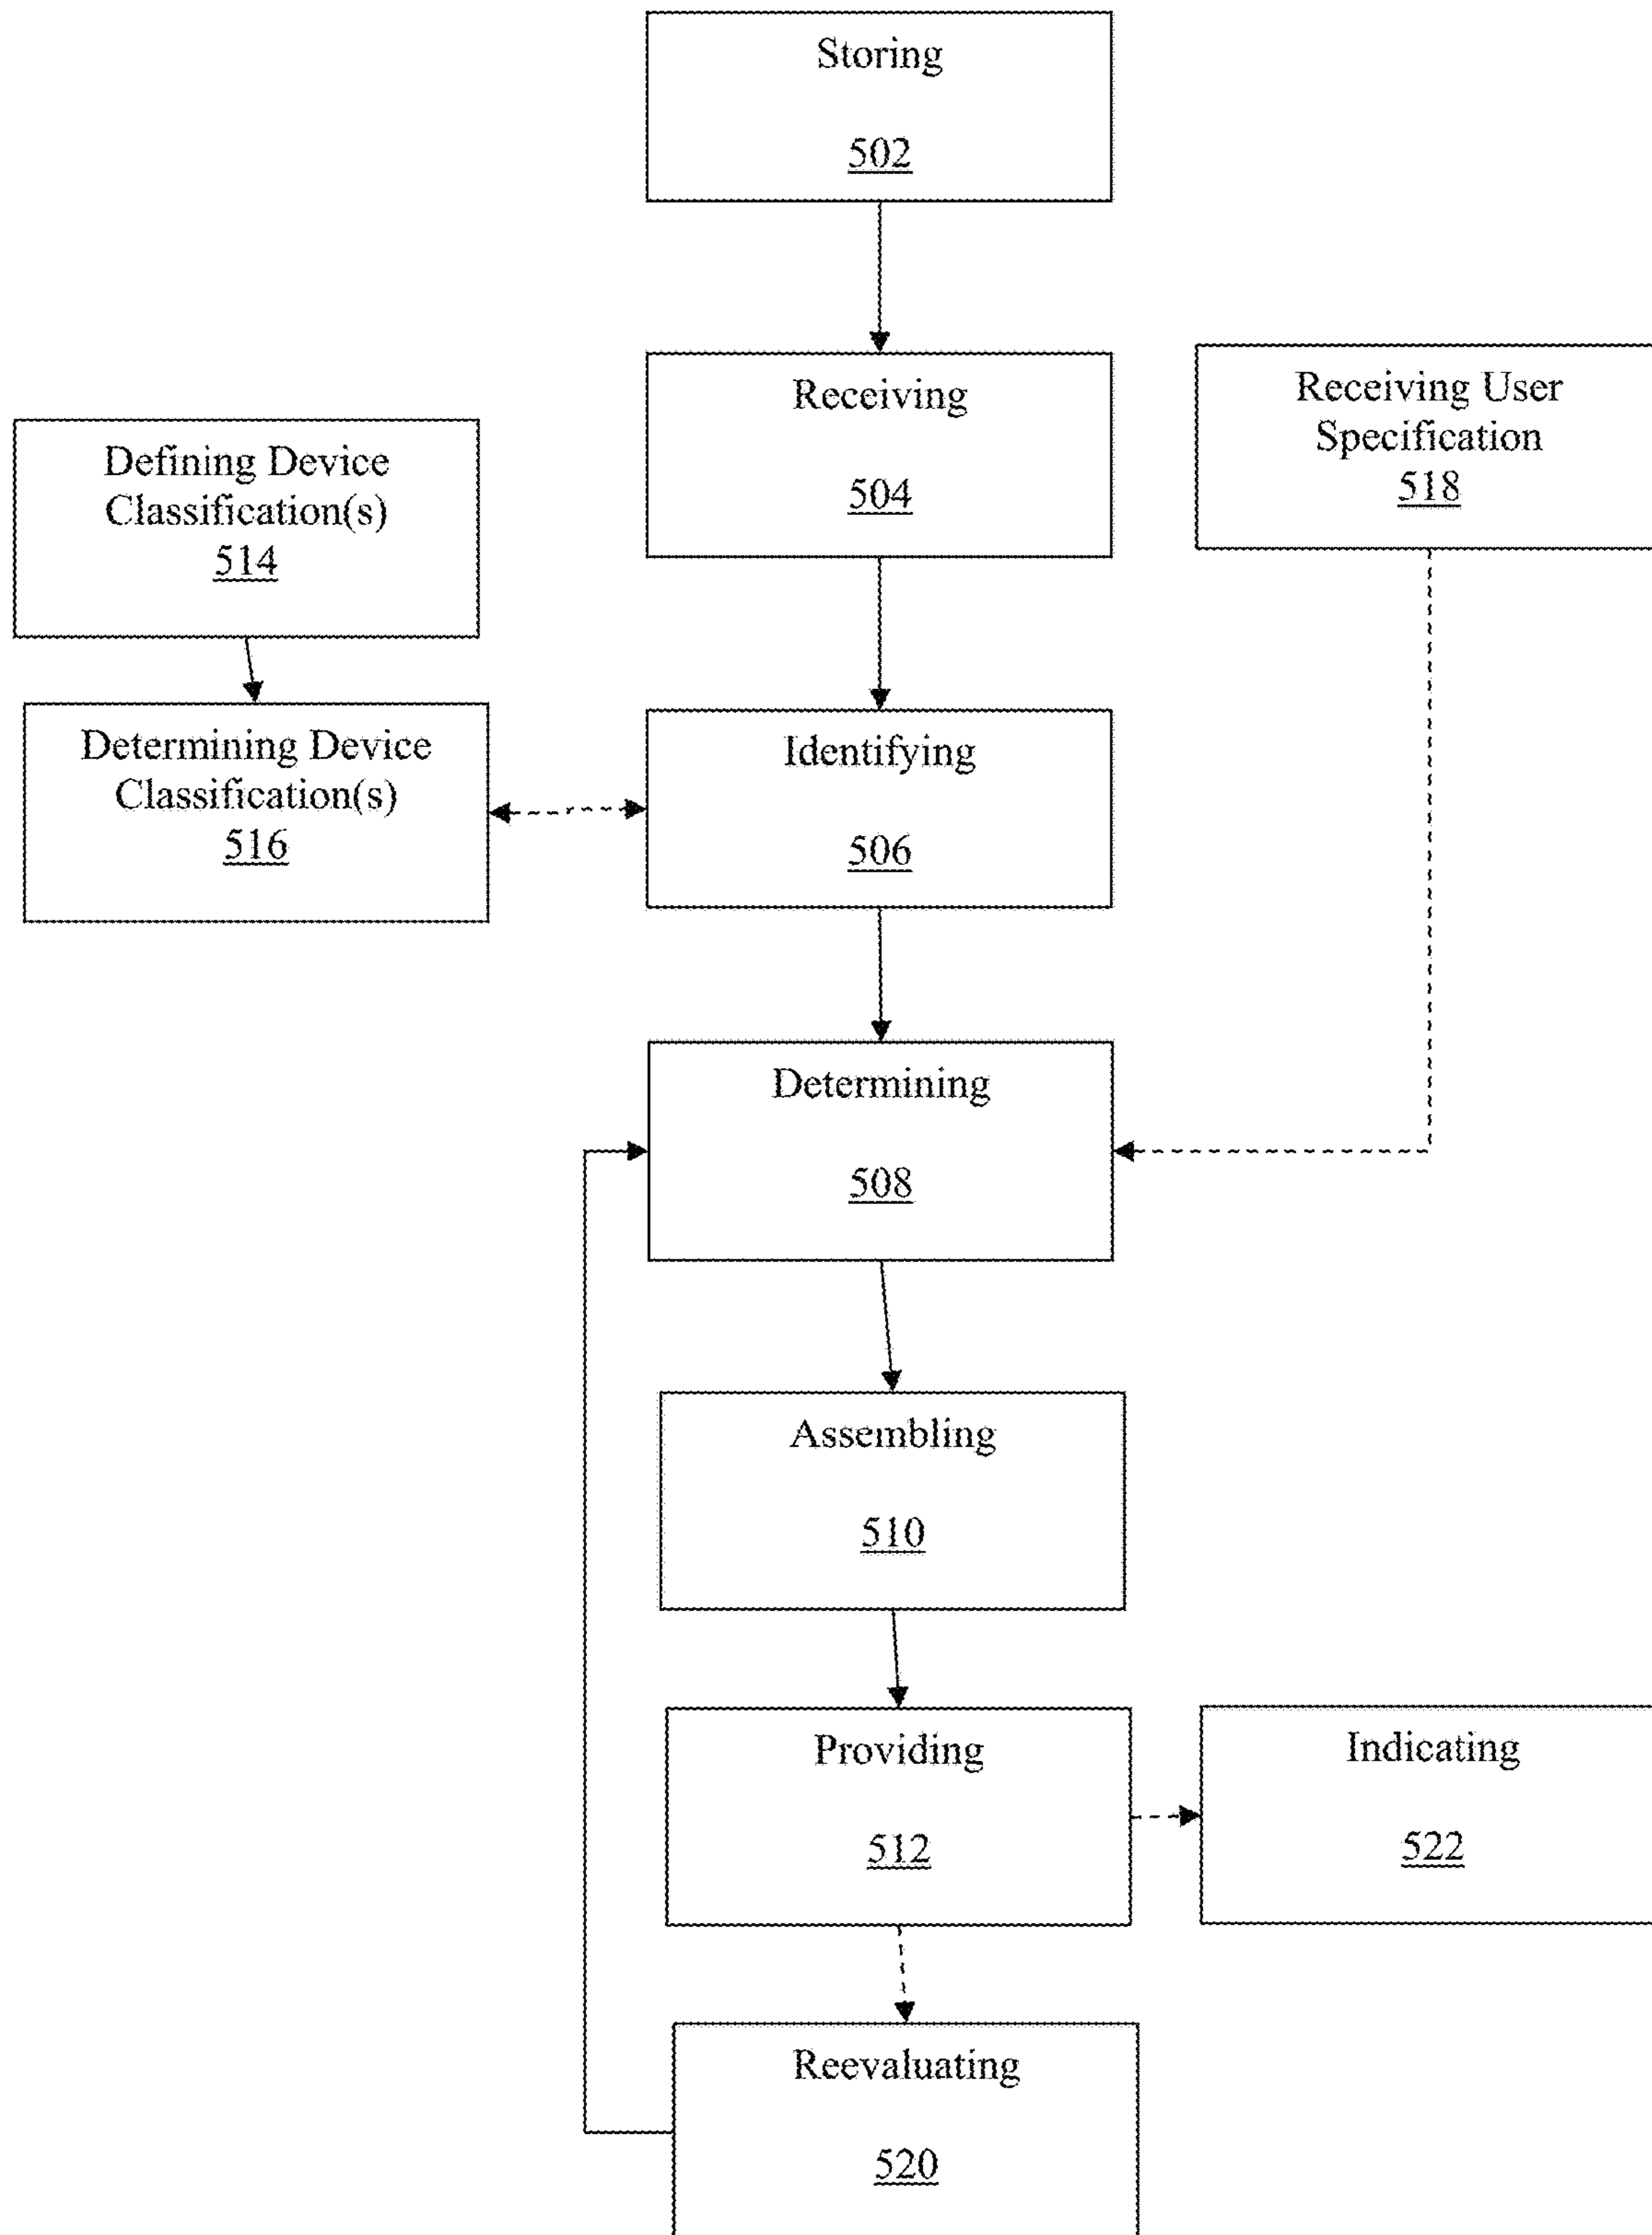 Storing
502
Receiving
504
Receiving User
Specification
518
Defining Device
Classification(s)
514
Determining Device
Classification(s)
516
Identifying
506
Determining
508
Assembling
510
Providing
512
Indicating
522
Reevaluating
520